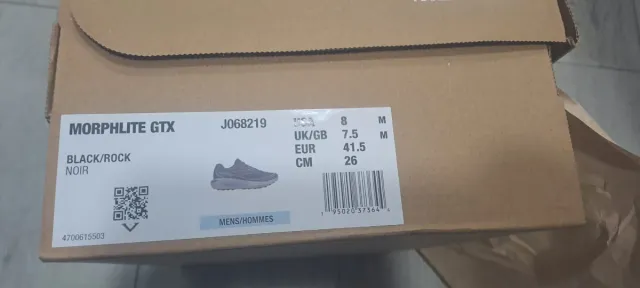 MORPHLITE GTX
J068219
BLACK/ROCK
NOIR
USA 8 M
UK/GB 7.5 M
EUR 41.5
CM 26
MENS/HOMMES
4700615503